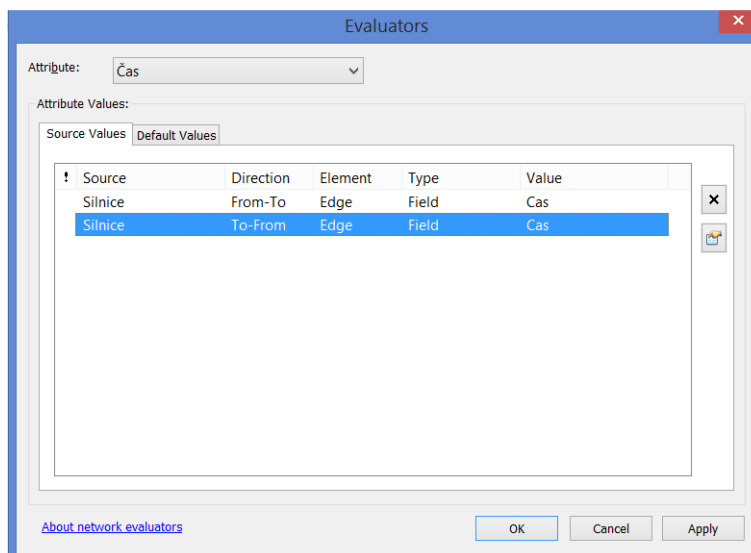 Evaluators
Attribute: Čas
Attribute Values:
Source Values Default Values
! Source Direction Element Type Value
Silnice From-To Edge Field Cas
Silnice To-From Edge Field Cas
About network evaluators OK Cancel Apply